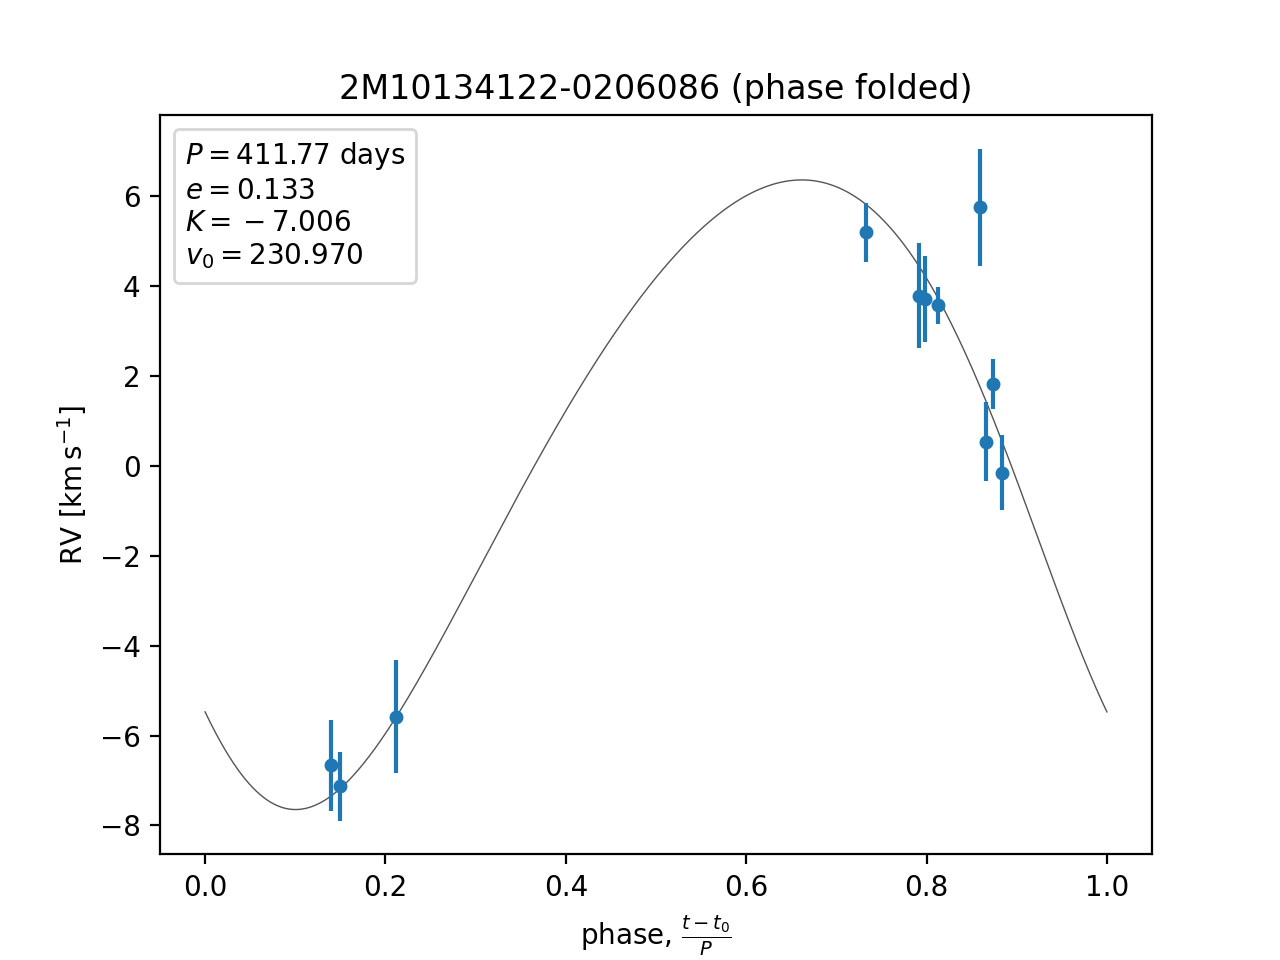 2M10134122-0206086 (phase folded)
P = 411.77 days
e = 0.133
K = −7.006
v₀ = 230.970
RV [km s⁻¹]
6
4
2
0
−2
−4
−6
−8
0.0 0.2 0.4 0.6 0.8 1.0
phase, (t − t₀)/P